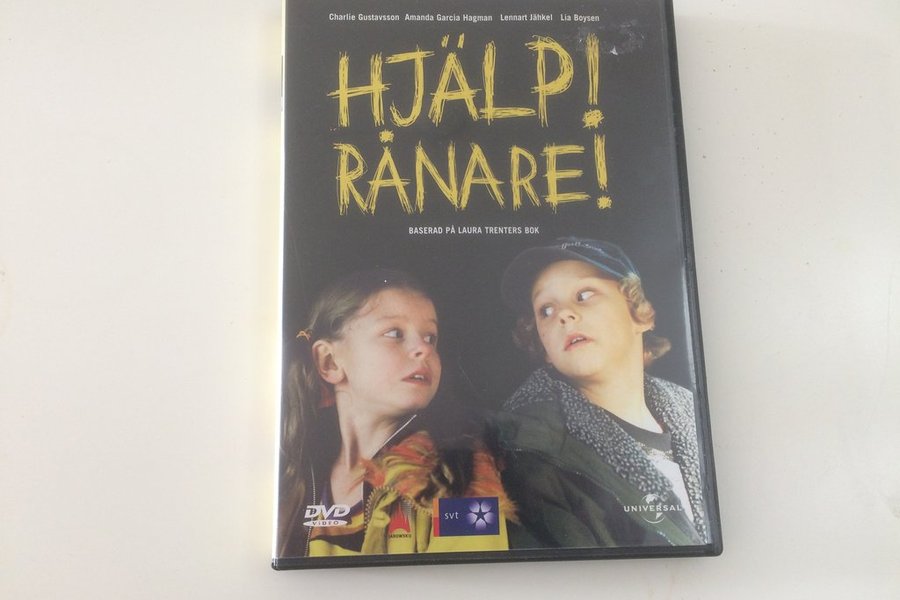 Charlie Gustavsson Amanda Garcia Hagman Lennart Jähkel Lia Boysen
HJÄLP!
RÅNARE!
BASERAD PÅ LAURA TRENTERS BOK
DVD
VIDEO
svt
UNIVERSAL